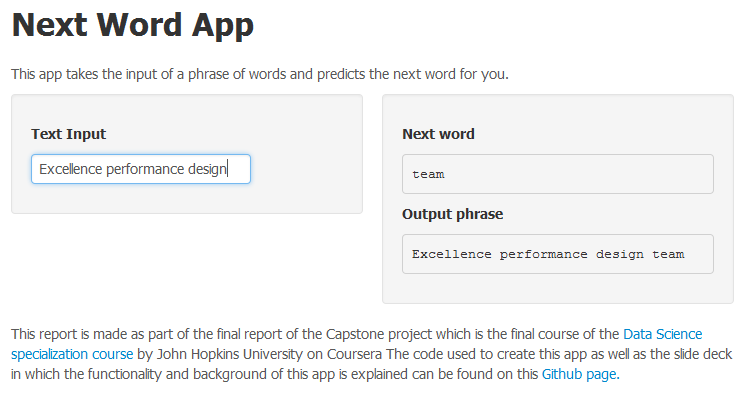 Next Word App
This app takes the input of a phrase of words and predicts the next word for you.
Text Input
Excellence performance design
Next word
team
Output phrase
Excellence performance design team
This report is made as part of the final report of the Capstone project which is the final course of the Data Science
specialization course by John Hopkins University on Coursera The code used to create this app as well as the slide deck
in which the functionality and background of this app is explained can be found on this Github page.